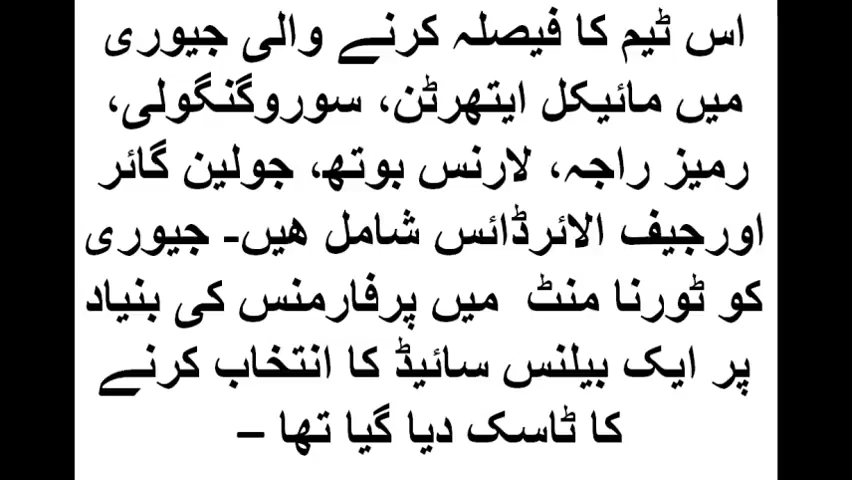 اس ٹیم کا فیصلہ کرنے والی جیوری
میں مائیکل ایتھرٹن، سوروگنگولی،
رمیز راجہ، لارنس بوتھ، جولین گائر
اورجیف الائرڈائس شامل ھیں۔ جیوری
کو ٹورنا منٹ میں پرفارمنس کی بنیاد
پر ایک بیلنس سائیڈ کا انتخاب کرنے
کا ٹاسک دیا گیا تھا –